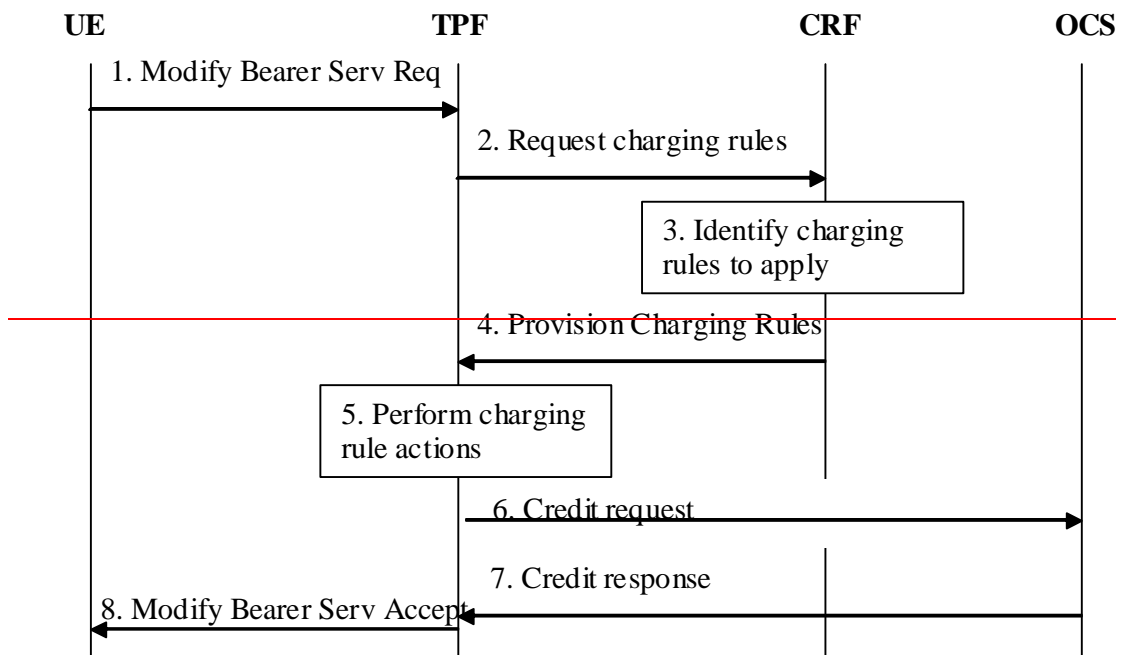 UE TPF CRF OCS
1. Modify Bearer Serv Req
2. Request charging rules
3. Identify charging
rules to apply
4. Provision Charging Rules
5. Perform charging
rule actions
6. Credit request
7. Credit response
8. Modify Bearer Serv Accept